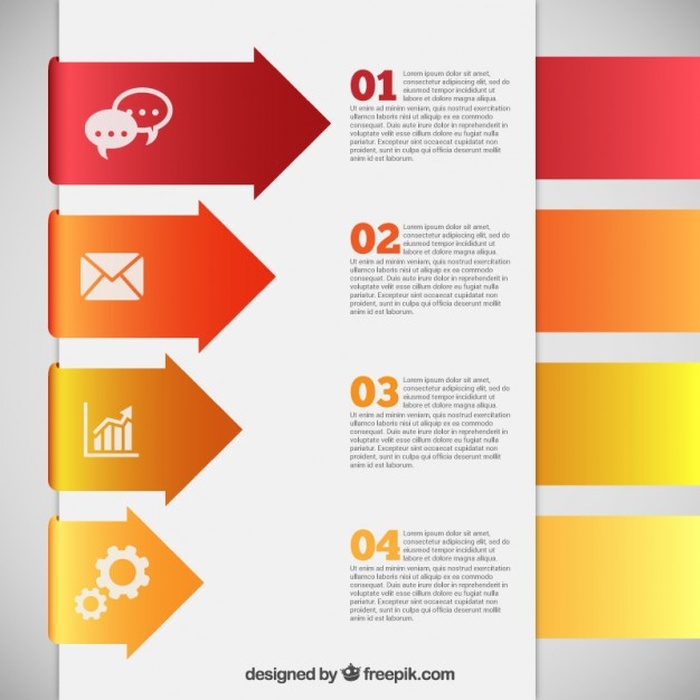 01
Lorem ipsum dolor sit amet,
consectetur adipisicing elit, sed do
eiusmod tempor incididunt ut
labore et dolore magna aliqua.
Ut enim ad minim veniam, quis nostrud exercitation
ullamco laboris nisi ut aliquip ex ea commodo
consequat. Duis aute irure dolor in reprehenderit in
voluptate velit esse cillum dolore eu fugiat nulla
pariatur. Excepteur sint occaecat cupidatat non
proident, sunt in culpa qui officia deserunt mollit
anim id est laborum.
02
Lorem ipsum dolor sit amet,
consectetur adipisicing elit, sed do
eiusmod tempor incididunt ut
labore et dolore magna aliqua.
Ut enim ad minim veniam, quis nostrud exercitation
ullamco laboris nisi ut aliquip ex ea commodo
consequat. Duis aute irure dolor in reprehenderit in
voluptate velit esse cillum dolore eu fugiat nulla
pariatur. Excepteur sint occaecat cupidatat non
proident, sunt in culpa qui officia deserunt mollit
anim id est laborum.
03
Lorem ipsum dolor sit amet,
consectetur adipisicing elit, sed do
eiusmod tempor incididunt ut
labore et dolore magna aliqua.
Ut enim ad minim veniam, quis nostrud exercitation
ullamco laboris nisi ut aliquip ex ea commodo
consequat. Duis aute irure dolor in reprehenderit in
voluptate velit esse cillum dolore eu fugiat nulla
pariatur. Excepteur sint occaecat cupidatat non
proident, sunt in culpa qui officia deserunt mollit
anim id est laborum.
04
Lorem ipsum dolor sit amet,
consectetur adipisicing elit, sed do
eiusmod tempor incididunt ut
labore et dolore magna aliqua.
Ut enim ad minim veniam, quis nostrud exercitation
ullamco laboris nisi ut aliquip ex ea commodo
consequat. Duis aute irure dolor in reprehenderit in
voluptate velit esse cillum dolore eu fugiat nulla
pariatur. Excepteur sint occaecat cupidatat non
proident, sunt in culpa qui officia deserunt mollit
anim id est laborum.
designed by freepik.com